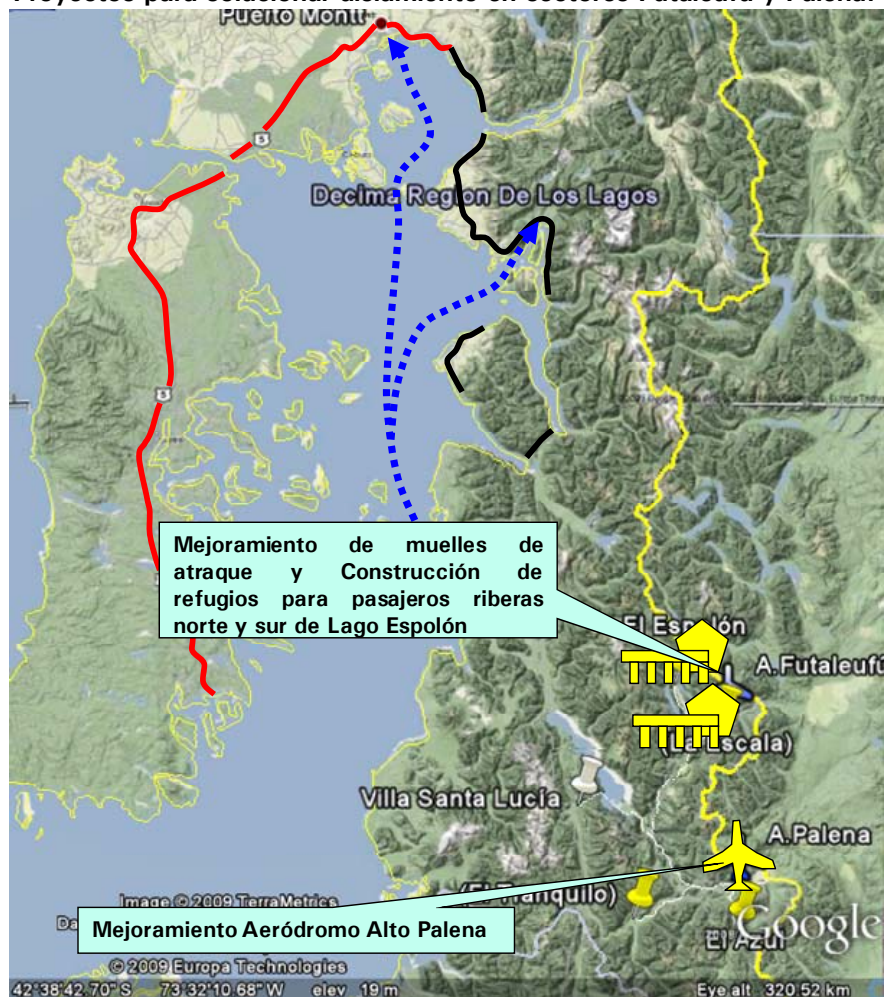 Puerto Montt
5
Decima Region De Los Lagos
5
Mejoramiento de muelles de
atraque y Construcción de
refugios para pasajeros riberas
norte y sur de Lago Espolón
El Espolón
A.Futaleufú
(La Escala)
Villa Santa Lucía
A.Palena
Image © 2009 TerraMetrics
Mejoramiento Aeródromo Alto Palena
El Azul
Google
© 2009 Europa Technologies
42°38'42.70" S 73°32'10.68" W elev 19 m Eye alt 320.52 km